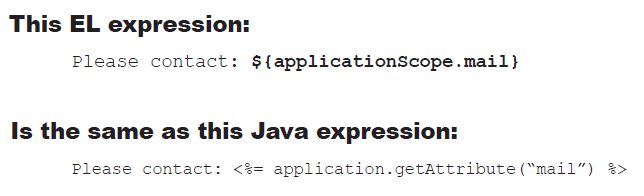 This EL expression:
Please contact: ${applicationScope.mail}
Is the same as this Java expression:
Please contact: <%= application.getAttribute(“mail”) %>